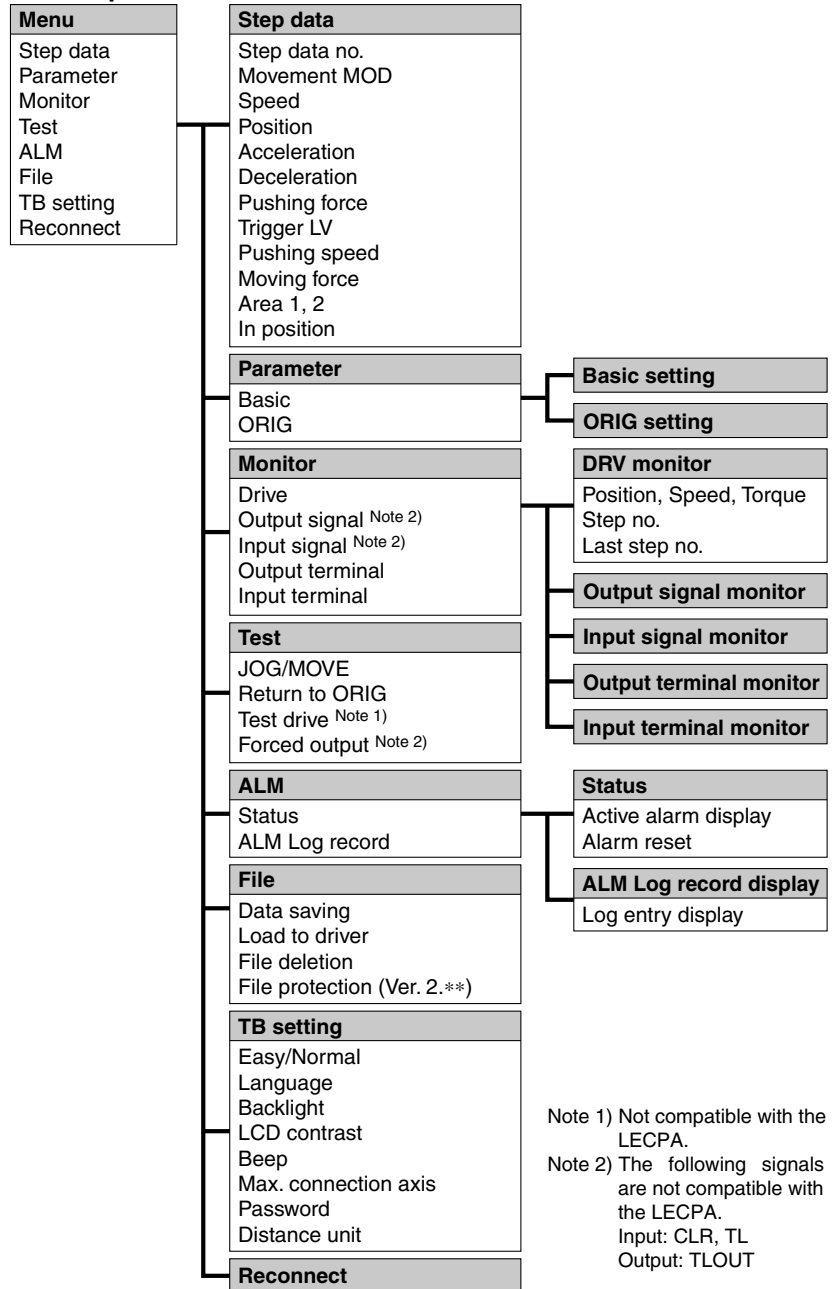 Menu
Step data
Parameter
Monitor
Test
ALM
File
TB setting
Reconnect
Step data
Step data no.
Movement MOD
Speed
Position
Acceleration
Deceleration
Pushing force
Trigger LV
Pushing speed
Moving force
Area 1, 2
In position
Parameter
Basic
ORIG
Basic setting
ORIG setting
Monitor
Drive
Output signal Note 2)
Input signal Note 2)
Output terminal
Input terminal
DRV monitor
Position, Speed, Torque
Step no.
Last step no.
Output signal monitor
Input signal monitor
Output terminal monitor
Input terminal monitor
Test
JOG/MOVE
Return to ORIG
Test drive Note 1)
Forced output Note 2)
ALM
Status
ALM Log record
Status
Active alarm display
Alarm reset
ALM Log record display
Log entry display
File
Data saving
Load to driver
File deletion
File protection (Ver. 2.**)
TB setting
Easy/Normal
Language
Backlight
LCD contrast
Beep
Max. connection axis
Password
Distance unit
Reconnect
Note 1) Not compatible with the
LECPA.
Note 2) The following signals
are not compatible with
the LECPA.
Input: CLR, TL
Output: TLOUT